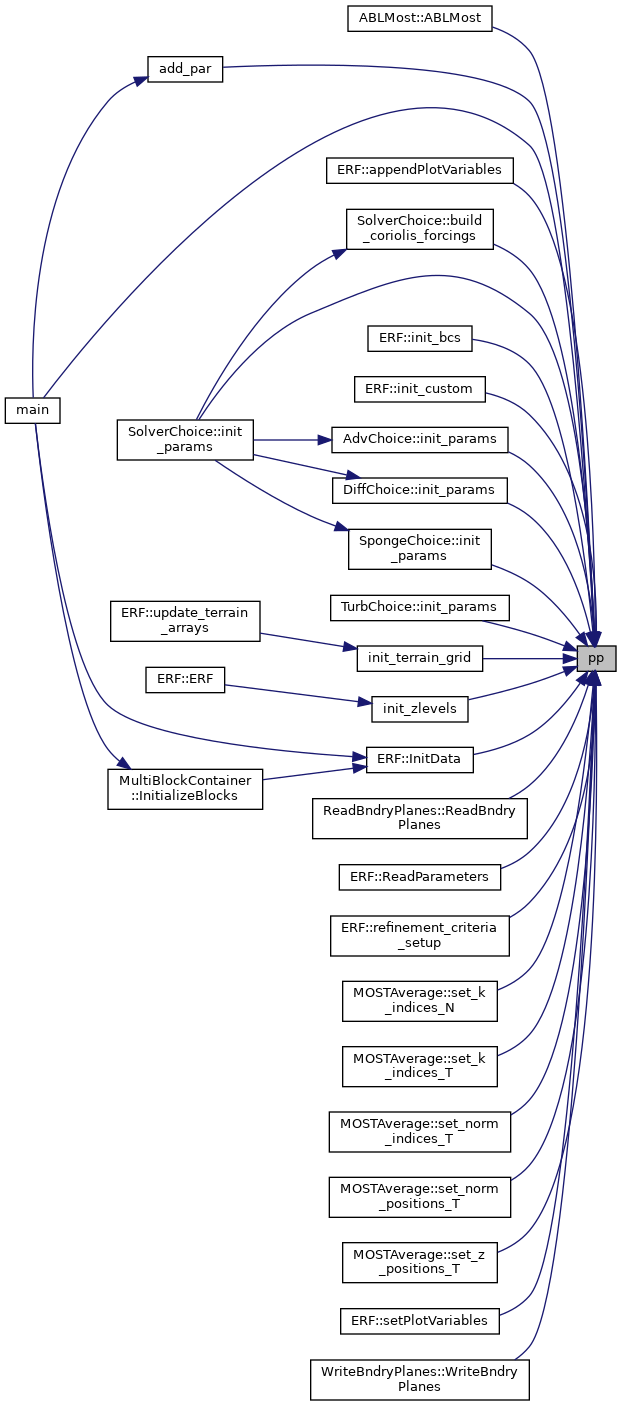 ABLMost::ABLMost
add_par
ERF::appendPlotVariables
SolverChoice::build
_coriolis_forcings
ERF::init_bcs
ERF::init_custom
main
SolverChoice::init
_params
AdvChoice::init_params
DiffChoice::init_params
SpongeChoice::init
_params
TurbChoice::init_params
ERF::update_terrain
_arrays
init_terrain_grid
pp
ERF::ERF
init_zlevels
ERF::InitData
MultiBlockContainer
::InitializeBlocks
ReadBndryPlanes::ReadBndry
Planes
ERF::ReadParameters
ERF::refinement_criteria
_setup
MOSTAverage::set_k
_indices_N
MOSTAverage::set_k
_indices_T
MOSTAverage::set_norm
_indices_T
MOSTAverage::set_norm
_positions_T
MOSTAverage::set_z
_positions_T
ERF::setPlotVariables
WriteBndryPlanes::WriteBndry
Planes